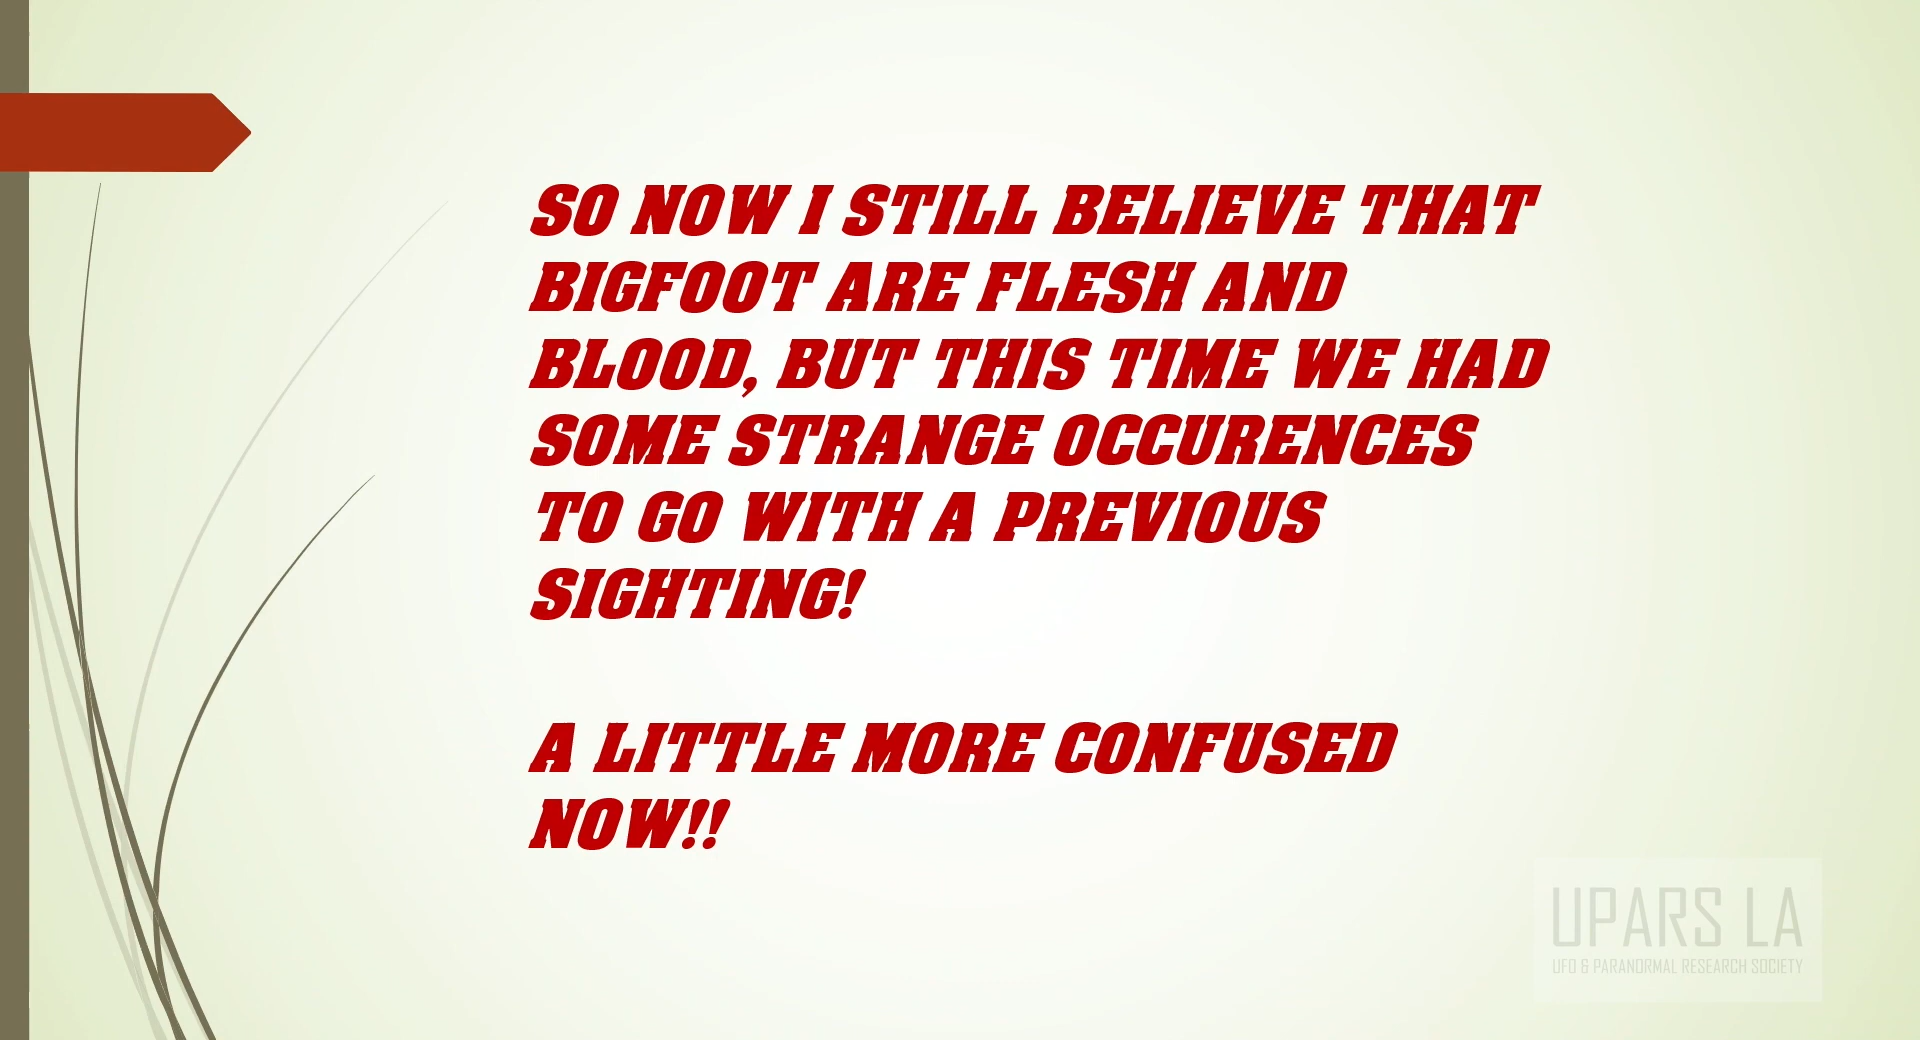 SO NOW I STILL BELIEVE THAT
BIGFOOT ARE FLESH AND
BLOOD, BUT THIS TIME WE HAD
SOME STRANGE OCCURENCES
TO GO WITH A PREVIOUS
SIGHTING!
A LITTLE MORE CONFUSED
NOW!!
UPARS LA
UFO & PARANORMAL RESEARCH SOCIETY